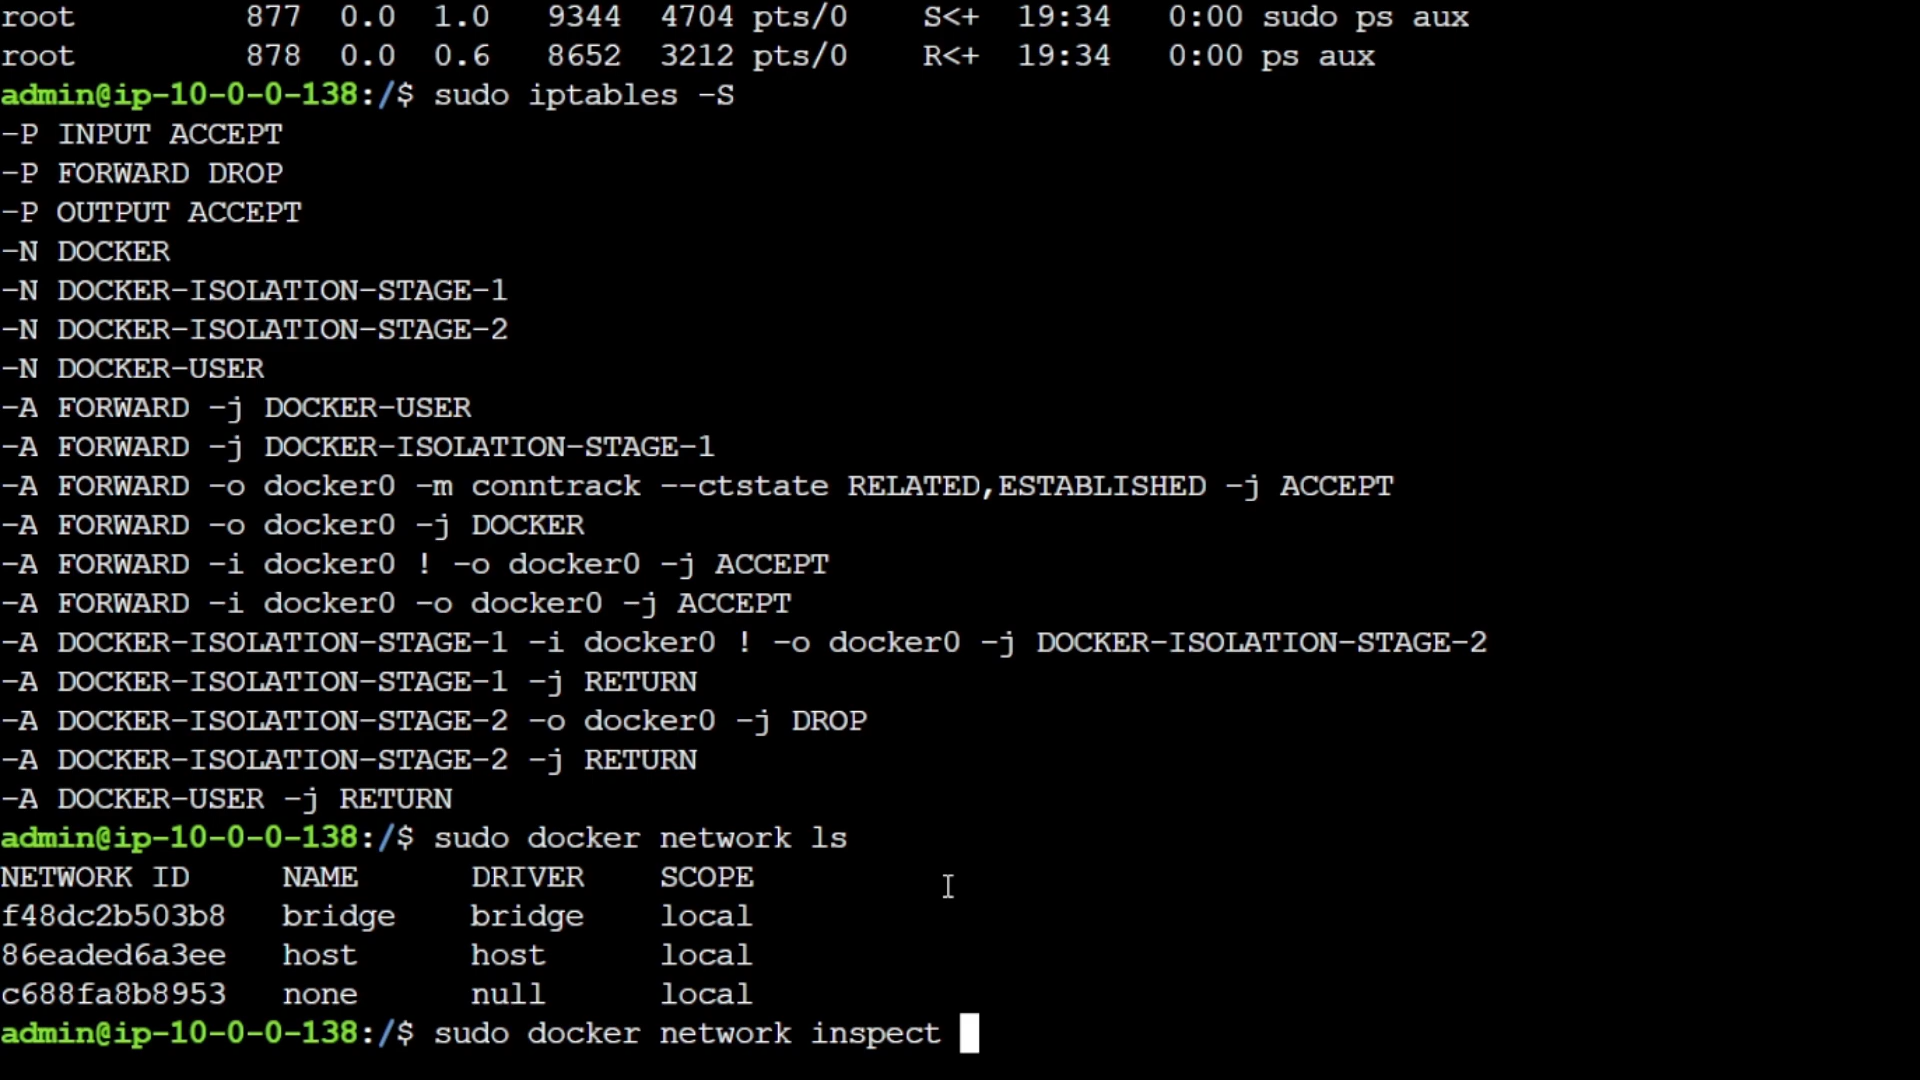 root         877  0.0  1.0   9344  4704 pts/0    S<+  19:34   0:00 sudo ps aux
root         878  0.0  0.6   8652  3212 pts/0    R<+  19:34   0:00 ps aux
admin@ip-10-0-0-138:/$ sudo iptables -S
-P INPUT ACCEPT
-P FORWARD DROP
-P OUTPUT ACCEPT
-N DOCKER
-N DOCKER-ISOLATION-STAGE-1
-N DOCKER-ISOLATION-STAGE-2
-N DOCKER-USER
-A FORWARD -j DOCKER-USER
-A FORWARD -j DOCKER-ISOLATION-STAGE-1
-A FORWARD -o docker0 -m conntrack --ctstate RELATED,ESTABLISHED -j ACCEPT
-A FORWARD -o docker0 -j DOCKER
-A FORWARD -i docker0 ! -o docker0 -j ACCEPT
-A FORWARD -i docker0 -o docker0 -j ACCEPT
-A DOCKER-ISOLATION-STAGE-1 -i docker0 ! -o docker0 -j DOCKER-ISOLATION-STAGE-2
-A DOCKER-ISOLATION-STAGE-1 -j RETURN
-A DOCKER-ISOLATION-STAGE-2 -o docker0 -j DROP
-A DOCKER-ISOLATION-STAGE-2 -j RETURN
-A DOCKER-USER -j RETURN
admin@ip-10-0-0-138:/$ sudo docker network ls
NETWORK ID     NAME      DRIVER    SCOPE
f48dc2b503b8   bridge    bridge    local
86eaded6a3ee   host      host      local
c688fa8b8953   none      null      local
admin@ip-10-0-0-138:/$ sudo docker network inspect